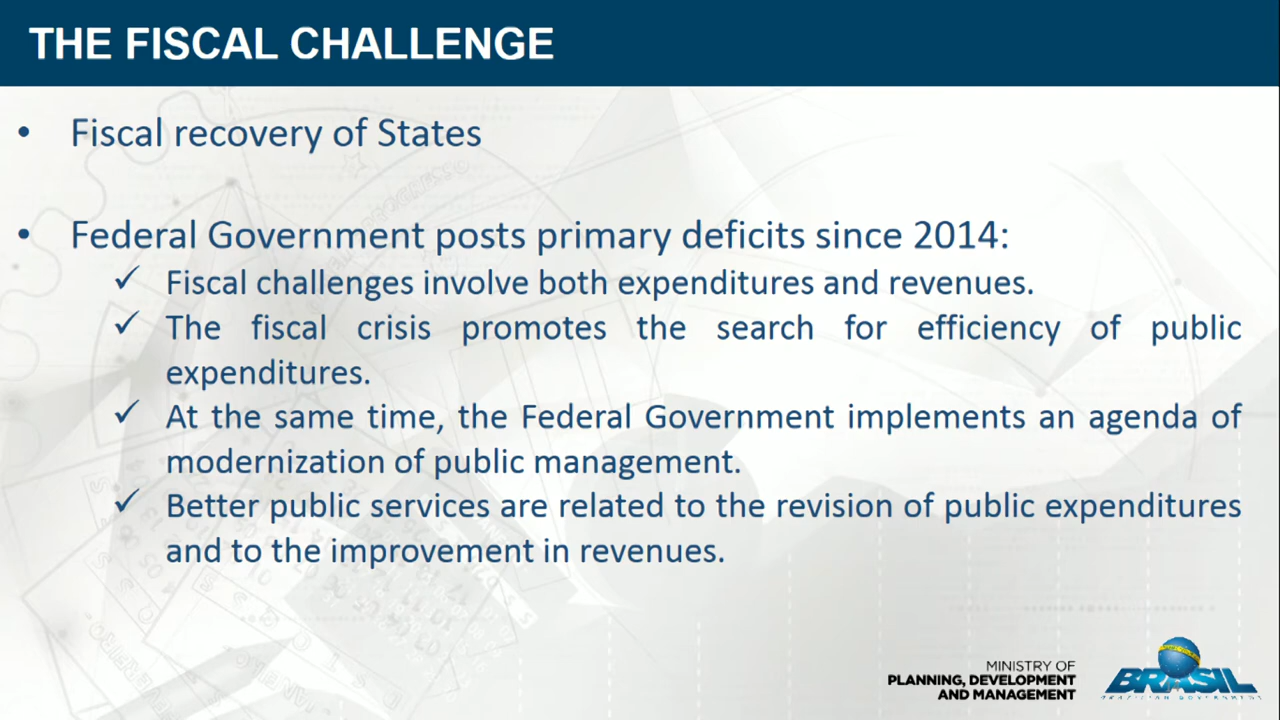 THE FISCAL CHALLENGE
• Fiscal recovery of States
• Federal Government posts primary deficits since 2014:
✓ Fiscal challenges involve both expenditures and revenues.
✓ The fiscal crisis promotes the search for efficiency of public
expenditures.
✓ At the same time, the Federal Government implements an agenda of
modernization of public management.
✓ Better public services are related to the revision of public expenditures
and to the improvement in revenues.
MINISTRY OF
PLANNING, DEVELOPMENT
AND MANAGEMENT
BRASIL
BRAZILIAN GOVERNMENT